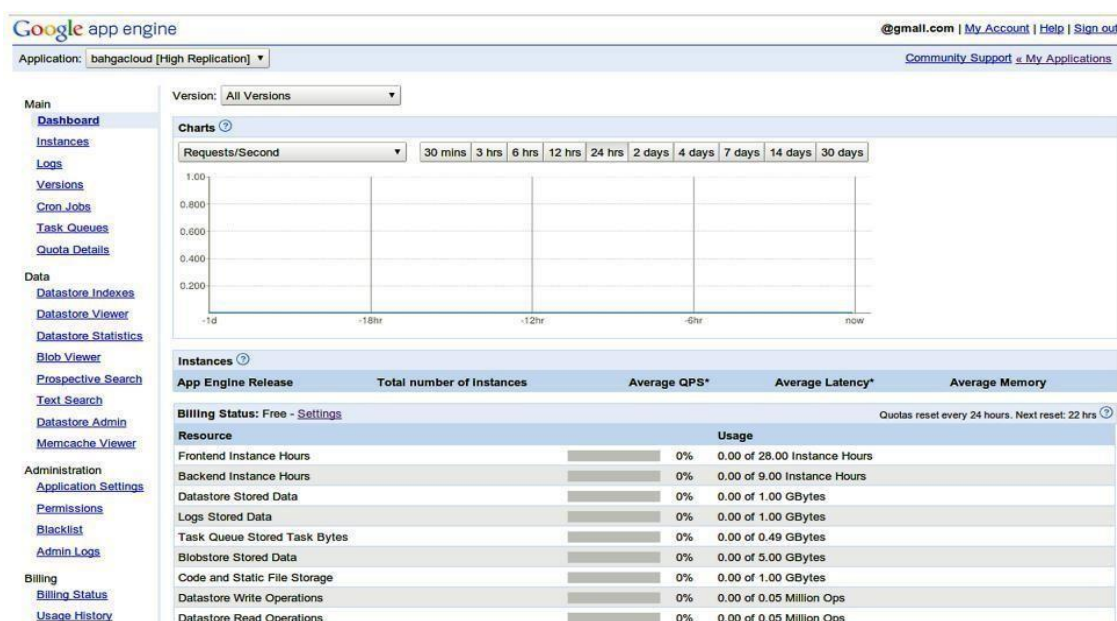 Google app engine
@gmail.com | My Account | Help | Sign out
Application: bahgacloud [High Replication]
Community Support « My Applications
Main
Dashboard
Instances
Logs
Versions
Cron Jobs
Task Queues
Quota Details
Data
Datastore Indexes
Datastore Viewer
Datastore Statistics
Blob Viewer
Prospective Search
Text Search
Datastore Admin
Memcache Viewer
Administration
Application Settings
Permissions
Blacklist
Admin Logs
Billing
Billing Status
Usage History
Version: All Versions
Charts ?
Requests/Second 30 mins 3 hrs 6 hrs 12 hrs 24 hrs 2 days 4 days 7 days 14 days 30 days
1.00
0.800
0.600
0.400
0.200
-1d -18hr -12hr -6hr now
Instances ?
App Engine Release Total number of Instances Average QPS* Average Latency* Average Memory
Billing Status: Free - Settings Quotas reset every 24 hours. Next reset: 22 hrs ?
Resource Usage
Frontend Instance Hours 0% 0.00 of 28.00 Instance Hours
Backend Instance Hours 0% 0.00 of 9.00 Instance Hours
Datastore Stored Data 0% 0.00 of 1.00 GBytes
Logs Stored Data 0% 0.00 of 1.00 GBytes
Task Queue Stored Task Bytes 0% 0.00 of 0.49 GBytes
Blobstore Stored Data 0% 0.00 of 5.00 GBytes
Code and Static File Storage 0% 0.00 of 1.00 GBytes
Datastore Write Operations 0% 0.00 of 0.05 Million Ops
Datastore Read Operations 0% 0.00 of 0.05 Million Ops